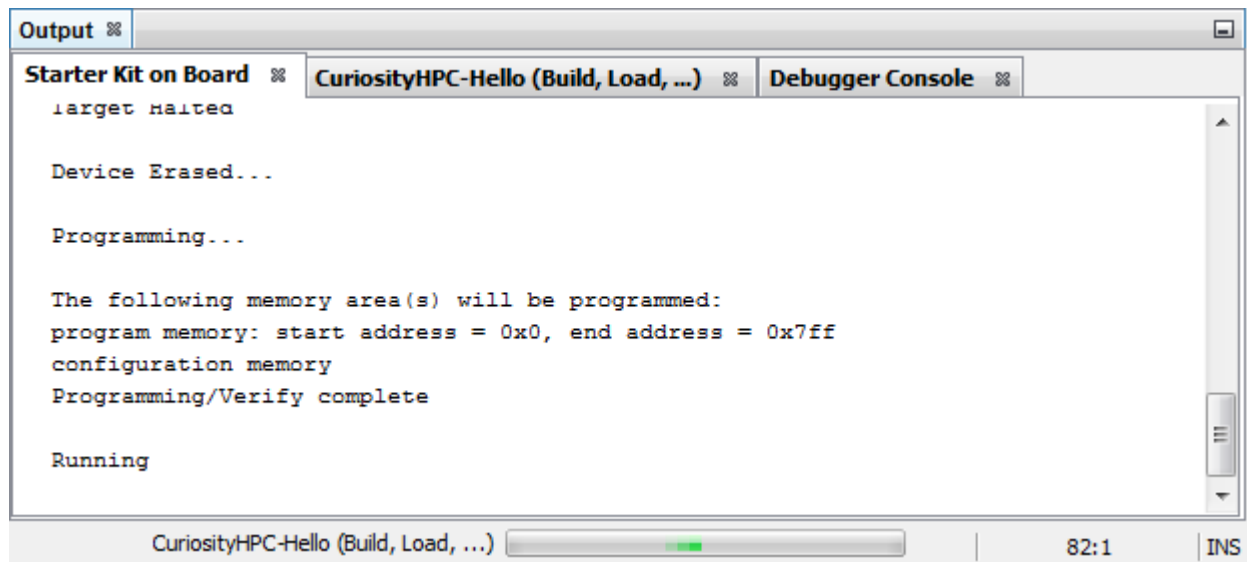 Output
Starter Kit on Board
CuriosityHPC-Hello (Build, Load, ...)
Debugger Console
Target Halted
Device Erased...
Programming...
The following memory area(s) will be programmed:
program memory: start address = 0x0, end address = 0x7ff
configuration memory
Programming/Verify complete
Running
CuriosityHPC-Hello (Build, Load, ...)
82:1
INS